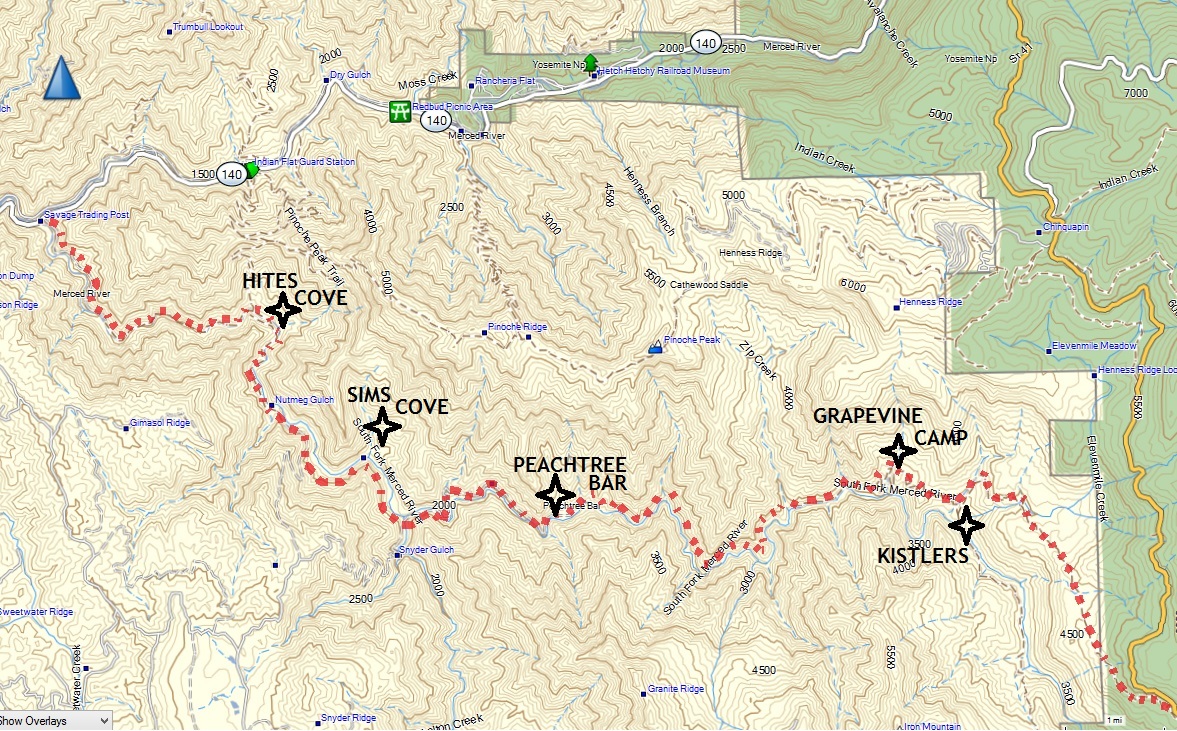 Avalanche Creek
Sr 41
Trumbull Lookout
2000
140
2500
Merced River
2000
Yosemite Np
Yosemite Np
Hetch Hetchy Railroad Museum
2500
Dry Gulch
Moss Creek
Rancheria Flat
7000
Redbud Picnic Area
140
5000
Merced River
Indian Creek
Indian Flat Guard Station
1500
140
Henness Branch
Indian Creek
4500
5000
2500
Pinoche Peak Trail
4000
3000
Savage Trading Post
Chinquapin
Henness Ridge
on Dump
HITES
COVE
5000
5500
Cathewood Saddle
6000
Merced River
son Ridge
Henness Ridge
Pinoche Ridge
Pinoche Peak
Zip Creek
Elevenmile Meadow
Henness Ridge Loo
4000
SIMS
COVE
Nutmeg Gulch
5500
GRAPEVINE
CAMP
Gimasol Ridge
South Fork Merced River
Elevenmile Creek
PEACHTREE
BAR
South Fork Merced River
2000
Peachtree Bar
KISTLERS
3500
4000
Snyder Gulch
3500
South Fork Merced River
3000
2000
2500
Sweetwater Ridge
4500
5500
4500
3500
etwater Creek
Granite Ridge
Show Overlays
Snyder Ridge
elton Creek
Iron Mountain
1 mi